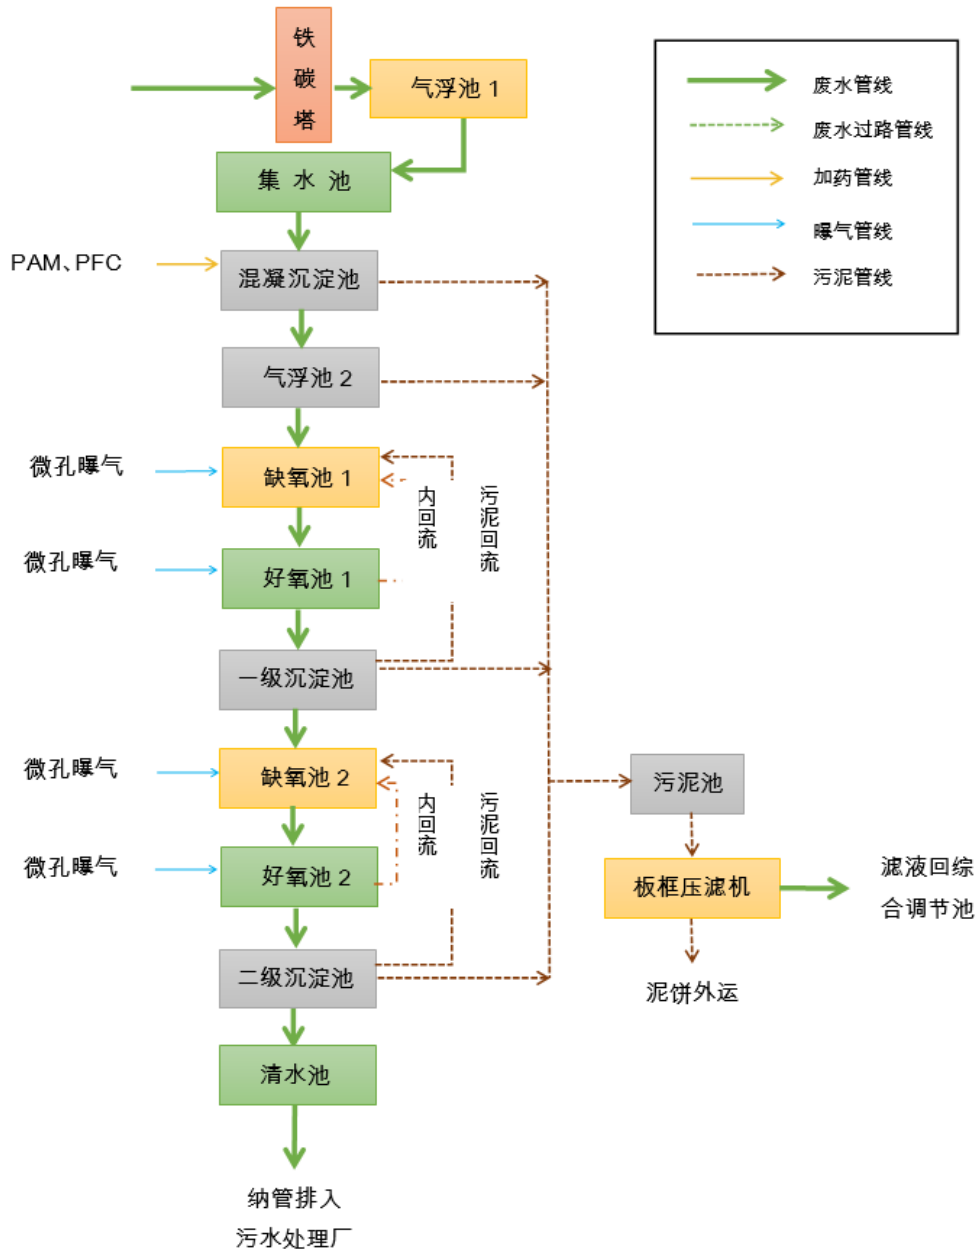 铁
碳
塔
气浮池 1
集 水 池
PAM、PFC
混凝沉淀池
气浮池 2
微孔曝气
缺氧池 1
内回流
污泥回流
微孔曝气
好氧池 1
一级沉淀池
微孔曝气
缺氧池 2
内回流
污泥回流
微孔曝气
好氧池 2
二级沉淀池
清水池
纳管排入
污水处理厂
污泥池
板框压滤机
滤液回综
合调节池
泥饼外运
废水管线
废水过路管线
加药管线
曝气管线
污泥管线